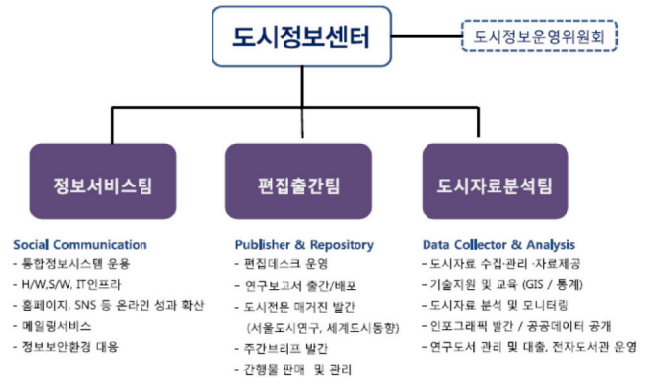 도시정보센터
도시정보운영위원회
정보서비스팀
편집출간팀
도시자료분석팀
Social Communication
- 통합정보시스템 운용
- H/W,S/W, IT인프라
- 홈페이지, SNS 등 온라인 성과 확산
- 메일링서비스
- 정보보안환경 대응
Publisher & Repository
- 편집데스크 운영
- 연구보고서 출간/배포
- 도시전문 매거진 발간
(서울도시연구, 세계도시동향)
- 주간브리프 발간
- 간행물 판매 및 관리
Data Collector & Analysis
- 도시자료 수집·관리 ·자료제공
- 기술지원 및 교육 (GIS / 통계)
- 도시자료 분석 및 모니터링
- 인포그래픽 발간 / 공공데이터 공개
- 연구도서 관리 및 대출, 전자도서관 운영